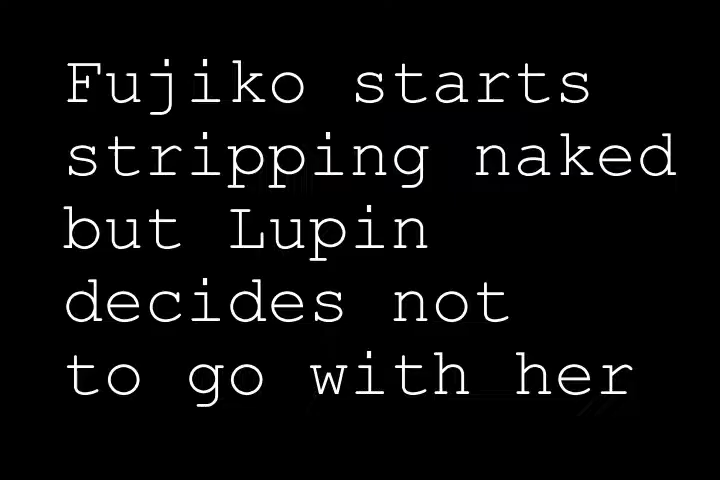 Fujiko starts
stripping naked
but Lupin
decides not
to go with her